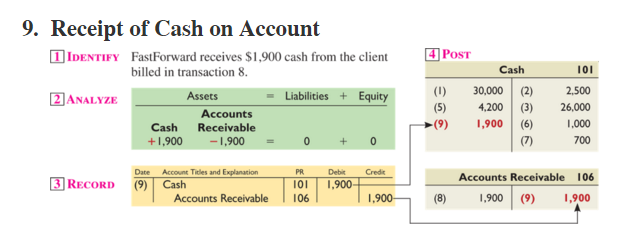 9. Receipt of Cash on Account
1 IDENTIFY FastForward receives $1,900 cash from the client
billed in transaction 8.
2 ANALYZE
Assets = Liabilities + Equity
Accounts
Cash Receivable
+1,900 −1,900 = 0 + 0
3 RECORD
Date Account Titles and Explanation PR Debit Credit
(9) Cash 101 1,900
Accounts Receivable 106 1,900
4 POST
Cash 101
(1) 30,000 (2) 2,500
(5) 4,200 (3) 26,000
(9) 1,900 (6) 1,000
(7) 700
Accounts Receivable 106
(8) 1,900 (9) 1,900